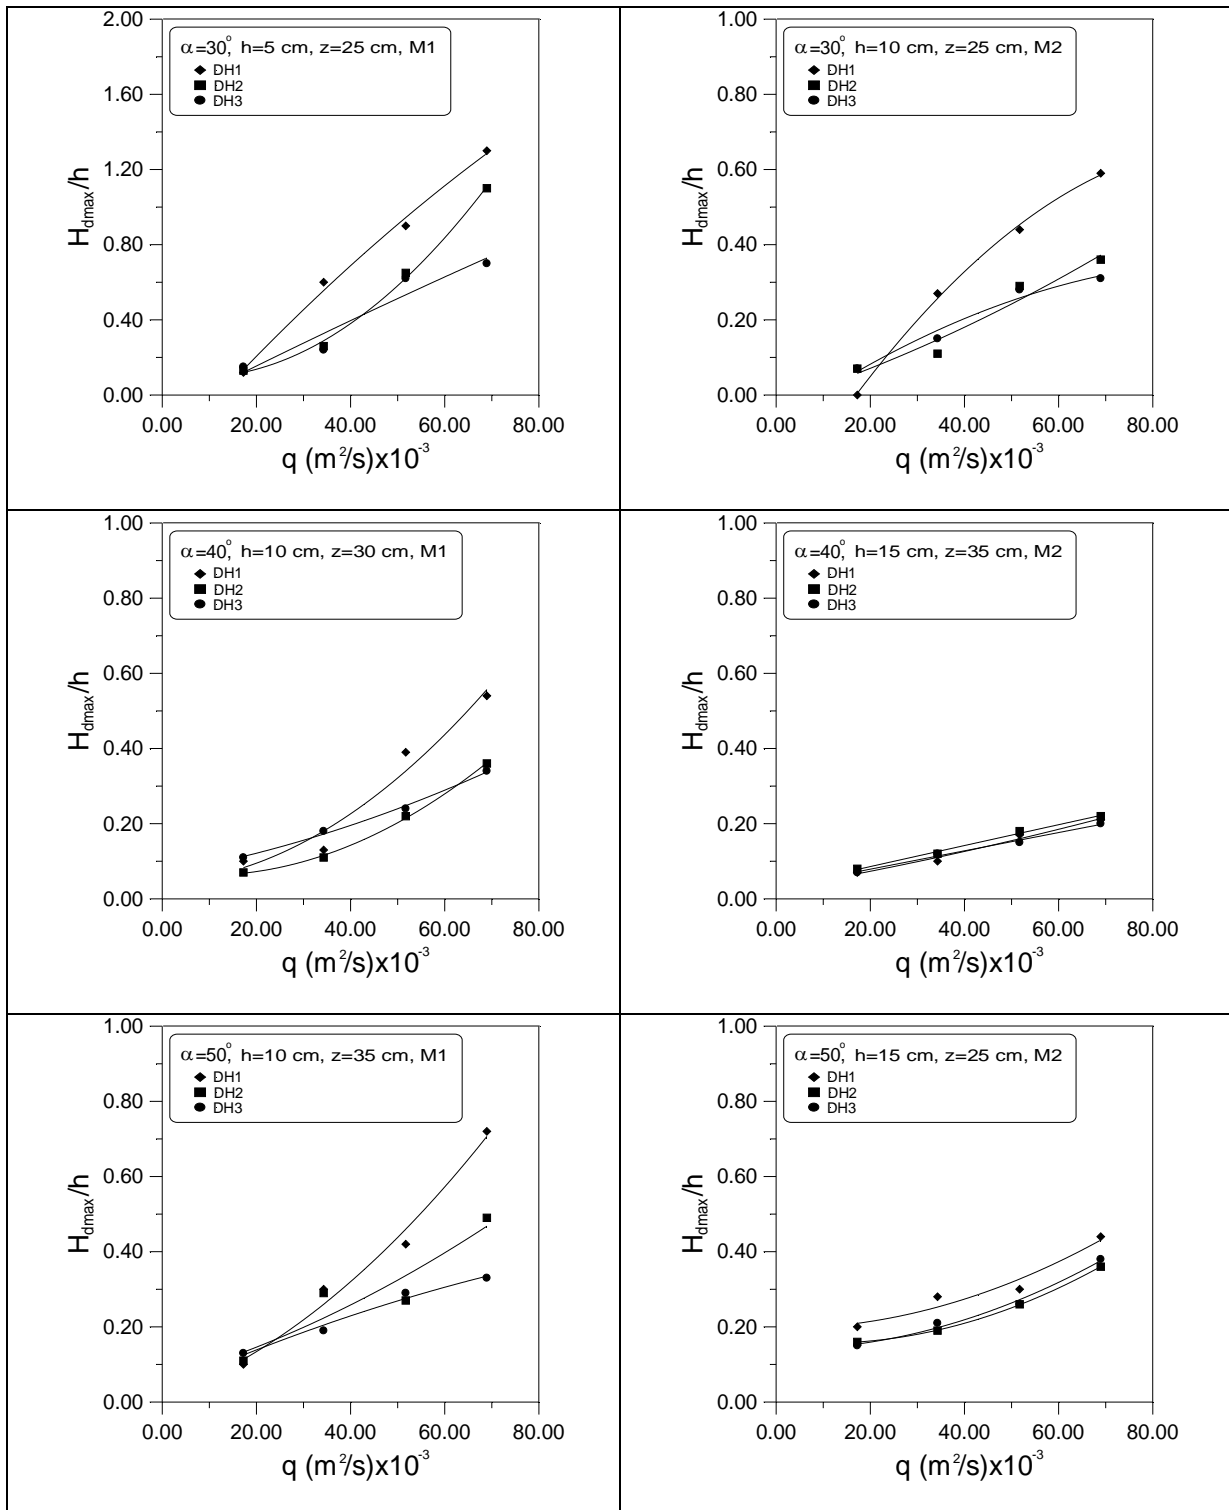 2.00
α=30°, h=5 cm, z=25 cm, M1
DH1
DH2
DH3
1.60
1.20
0.80
0.40
0.00
H_dmax/h
0.00 20.00 40.00 60.00 80.00
q (m²/s)x10⁻³
1.00
α=30°, h=10 cm, z=25 cm, M2
DH1
DH2
DH3
0.80
0.60
0.40
0.20
0.00
H_dmax/h
0.00 20.00 40.00 60.00 80.00
q (m²/s)x10⁻³
1.00
α=40°, h=10 cm, z=30 cm, M1
DH1
DH2
DH3
0.80
0.60
0.40
0.20
0.00
H_dmax/h
0.00 20.00 40.00 60.00 80.00
q (m²/s)x10⁻³
1.00
α=40°, h=15 cm, z=35 cm, M2
DH1
DH2
DH3
0.80
0.60
0.40
0.20
0.00
H_dmax/h
0.00 20.00 40.00 60.00 80.00
q (m²/s)x10⁻³
1.00
α=50°, h=10 cm, z=35 cm, M1
DH1
DH2
DH3
0.80
0.60
0.40
0.20
0.00
H_dmax/h
0.00 20.00 40.00 60.00 80.00
q (m²/s)x10⁻³
1.00
α=50°, h=15 cm, z=25 cm, M2
DH1
DH2
DH3
0.80
0.60
0.40
0.20
0.00
H_dmax/h
0.00 20.00 40.00 60.00 80.00
q (m²/s)x10⁻³